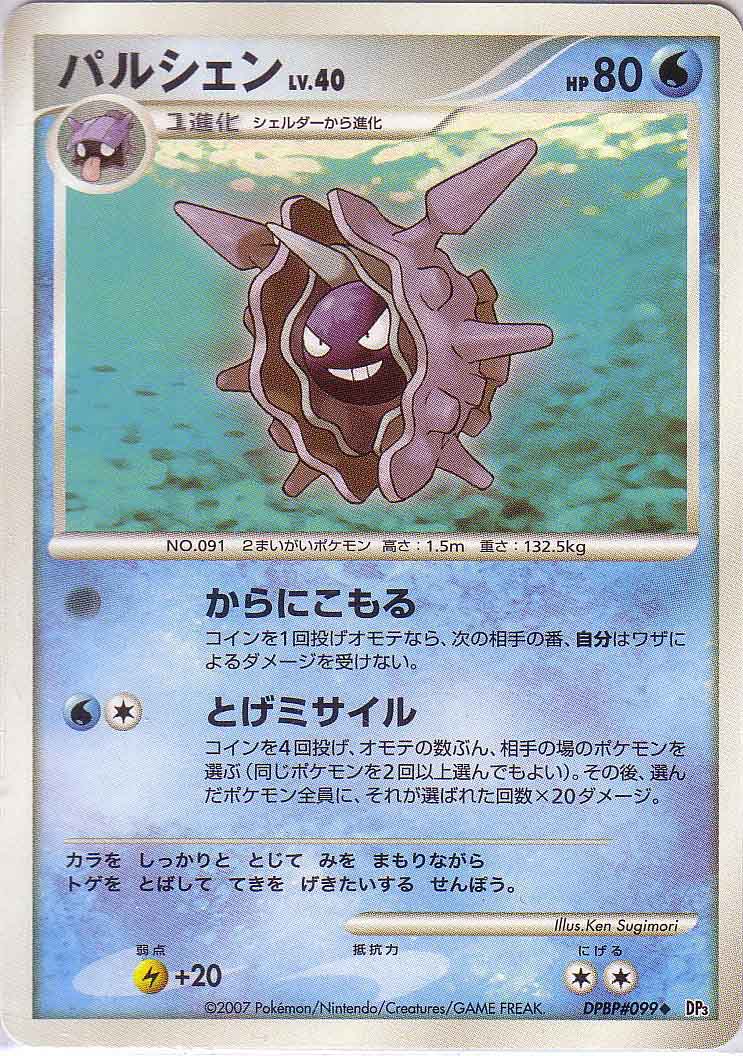 パルシェン LV.40 HP 80
1進化 シェルダーから進化
NO.091 2まいがいポケモン 高さ：1.5m 重さ：132.5kg
からにこもる
コインを1回投げオモテなら、次の相手の番、自分はワザに
よるダメージを受けない。
とげミサイル
コインを4回投げ、オモテの数ぶん、相手の場のポケモンを
選ぶ（同じポケモンを2回以上選んでもよい）。その後、選ん
だポケモン全員に、それが選ばれた回数×20ダメージ。
カラを しっかりと とじて みを まもりながら
トゲを とばして てきを げきたいする せんぽう。
Illus.Ken Sugimori
弱点 抵抗力 にげる
+20
©2007 Pokémon/Nintendo/Creatures/GAME FREAK. DPBP#099◆ DP3